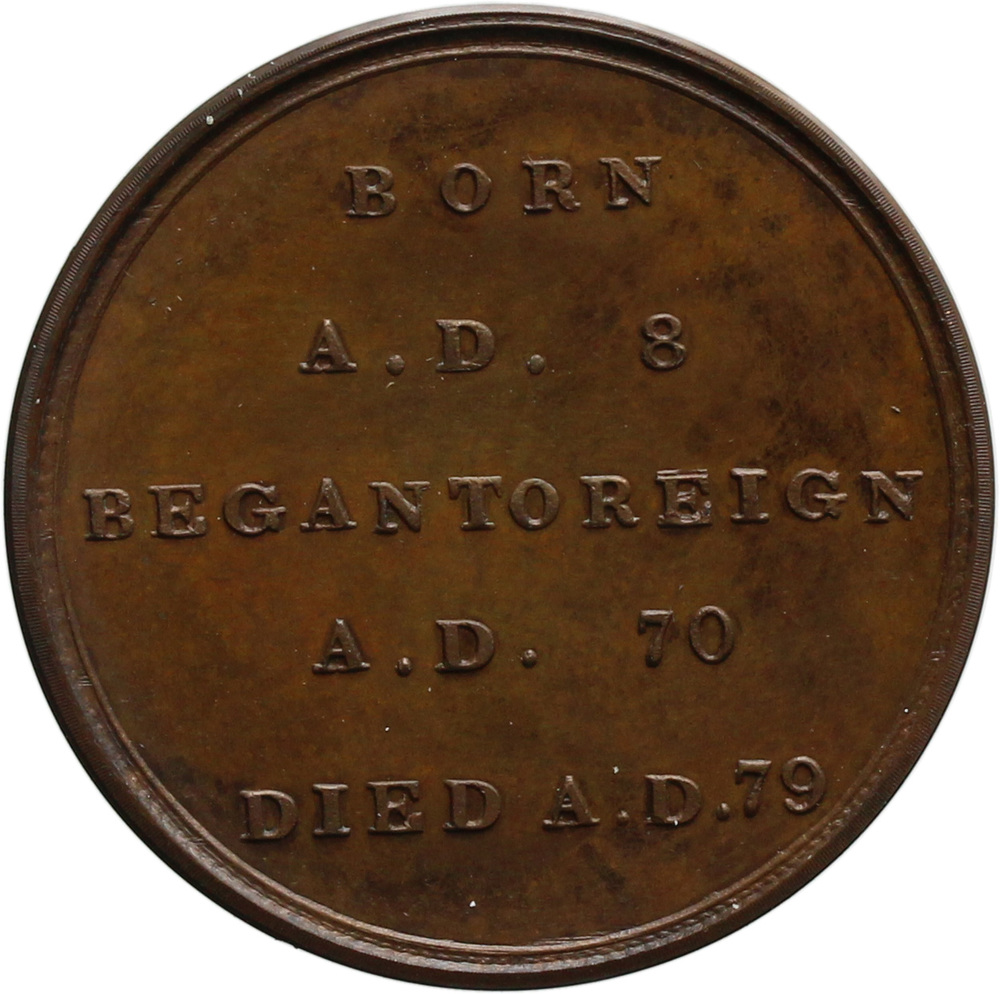 BORN
A.D. 8
BEGANTOREIGN
A.D. 70
DIED A.D.79